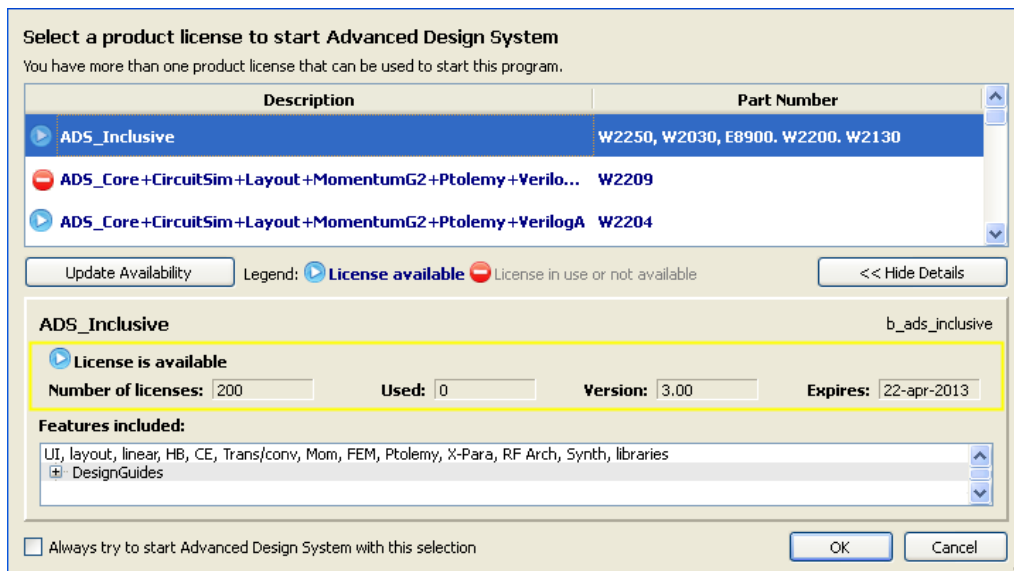 Select a product license to start Advanced Design System
You have more than one product license that can be used to start this program.
Description Part Number
ADS_Inclusive W2250, W2030, E8900. W2200. W2130
ADS_Core+CircuitSim+Layout+MomentumG2+Ptolemy+Verilo... W2209
ADS_Core+CircuitSim+Layout+MomentumG2+Ptolemy+VerilogA W2204
Update Availability Legend: License available License in use or not available << Hide Details
ADS_Inclusive b_ads_inclusive
License is available
Number of licenses: 200 Used: 0 Version: 3.00 Expires: 22-apr-2013
Features included:
UI, layout, linear, HB, CE, Trans/conv, Mom, FEM, Ptolemy, X-Para, RF Arch, Synth, libraries
DesignGuides
Always try to start Advanced Design System with this selection OK Cancel